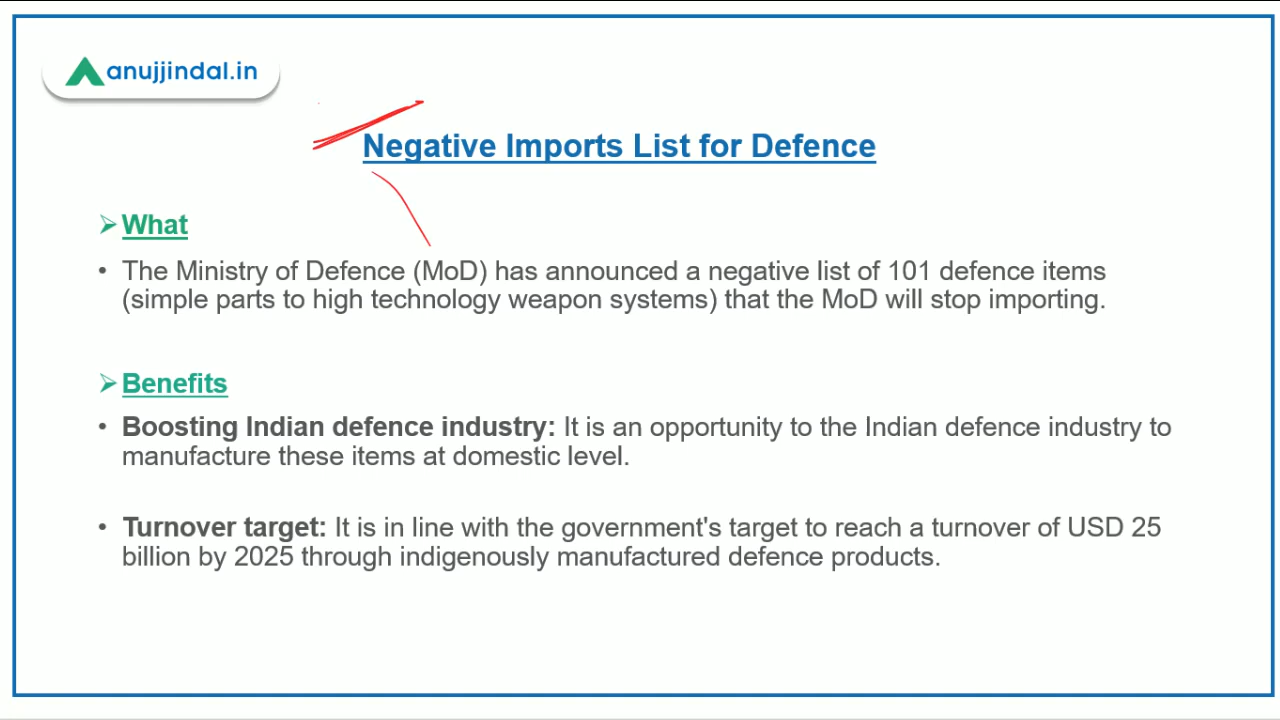 anujjindal.in
Negative Imports List for Defence
➢ What
• The Ministry of Defence (MoD) has announced a negative list of 101 defence items
(simple parts to high technology weapon systems) that the MoD will stop importing.
➢ Benefits
• Boosting Indian defence industry: It is an opportunity to the Indian defence industry to
manufacture these items at domestic level.
• Turnover target: It is in line with the government's target to reach a turnover of USD 25
billion by 2025 through indigenously manufactured defence products.